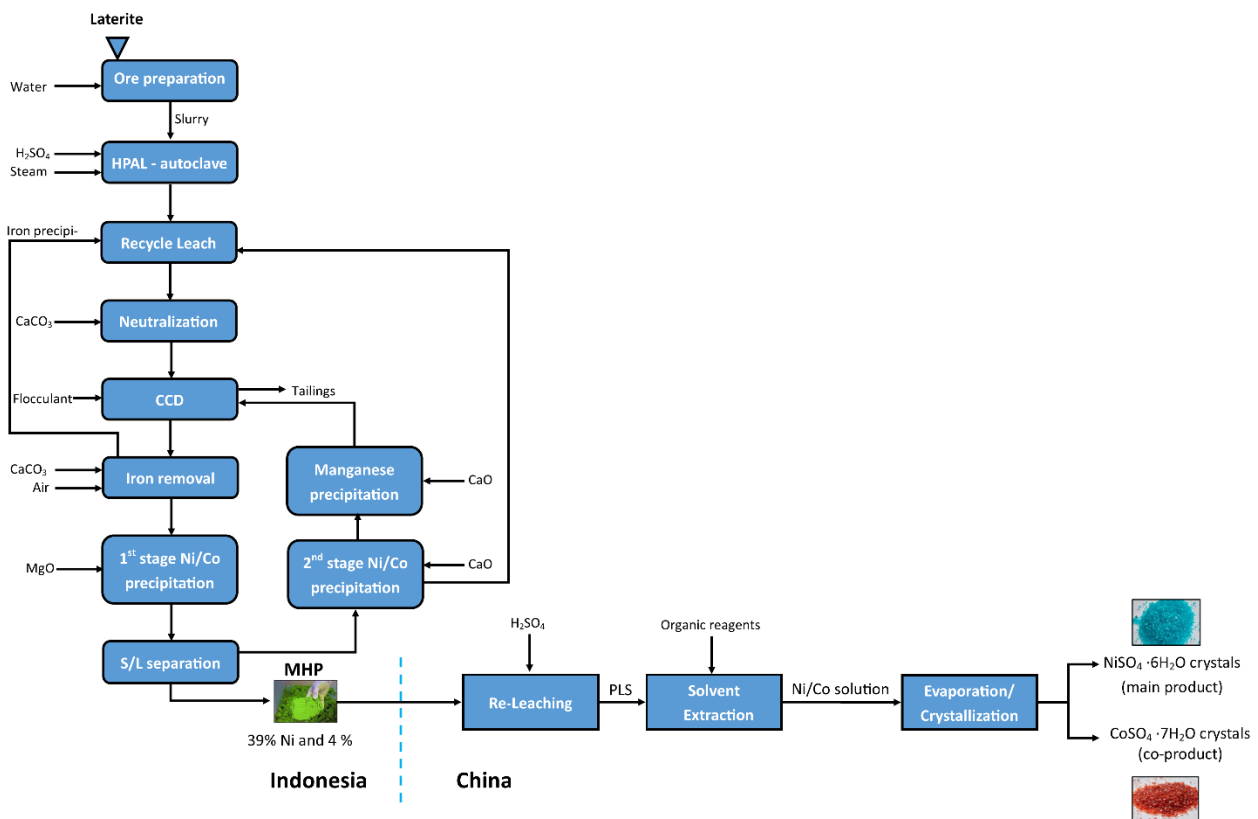 Laterite
Ore preparation
Water
Slurry
H₂SO₄
Steam
HPAL - autoclave
Iron precipi-
Recycle Leach
CaCO₃
Neutralization
Flocculant
CCD
Tailings
CaCO₃
Air
Iron removal
Manganese
precipitation
CaO
MgO
1st stage Ni/Co
precipitation
2nd stage Ni/Co
precipitation
CaO
S/L separation
MHP
39% Ni and 4 %
Indonesia
China
H₂SO₄
Re-Leaching
PLS
Organic reagents
Solvent
Extraction
Ni/Co solution
Evaporation/
Crystallization
NiSO₄ ·6H₂O crystals
(main product)
CoSO₄ ·7H₂O crystals
(co-product)